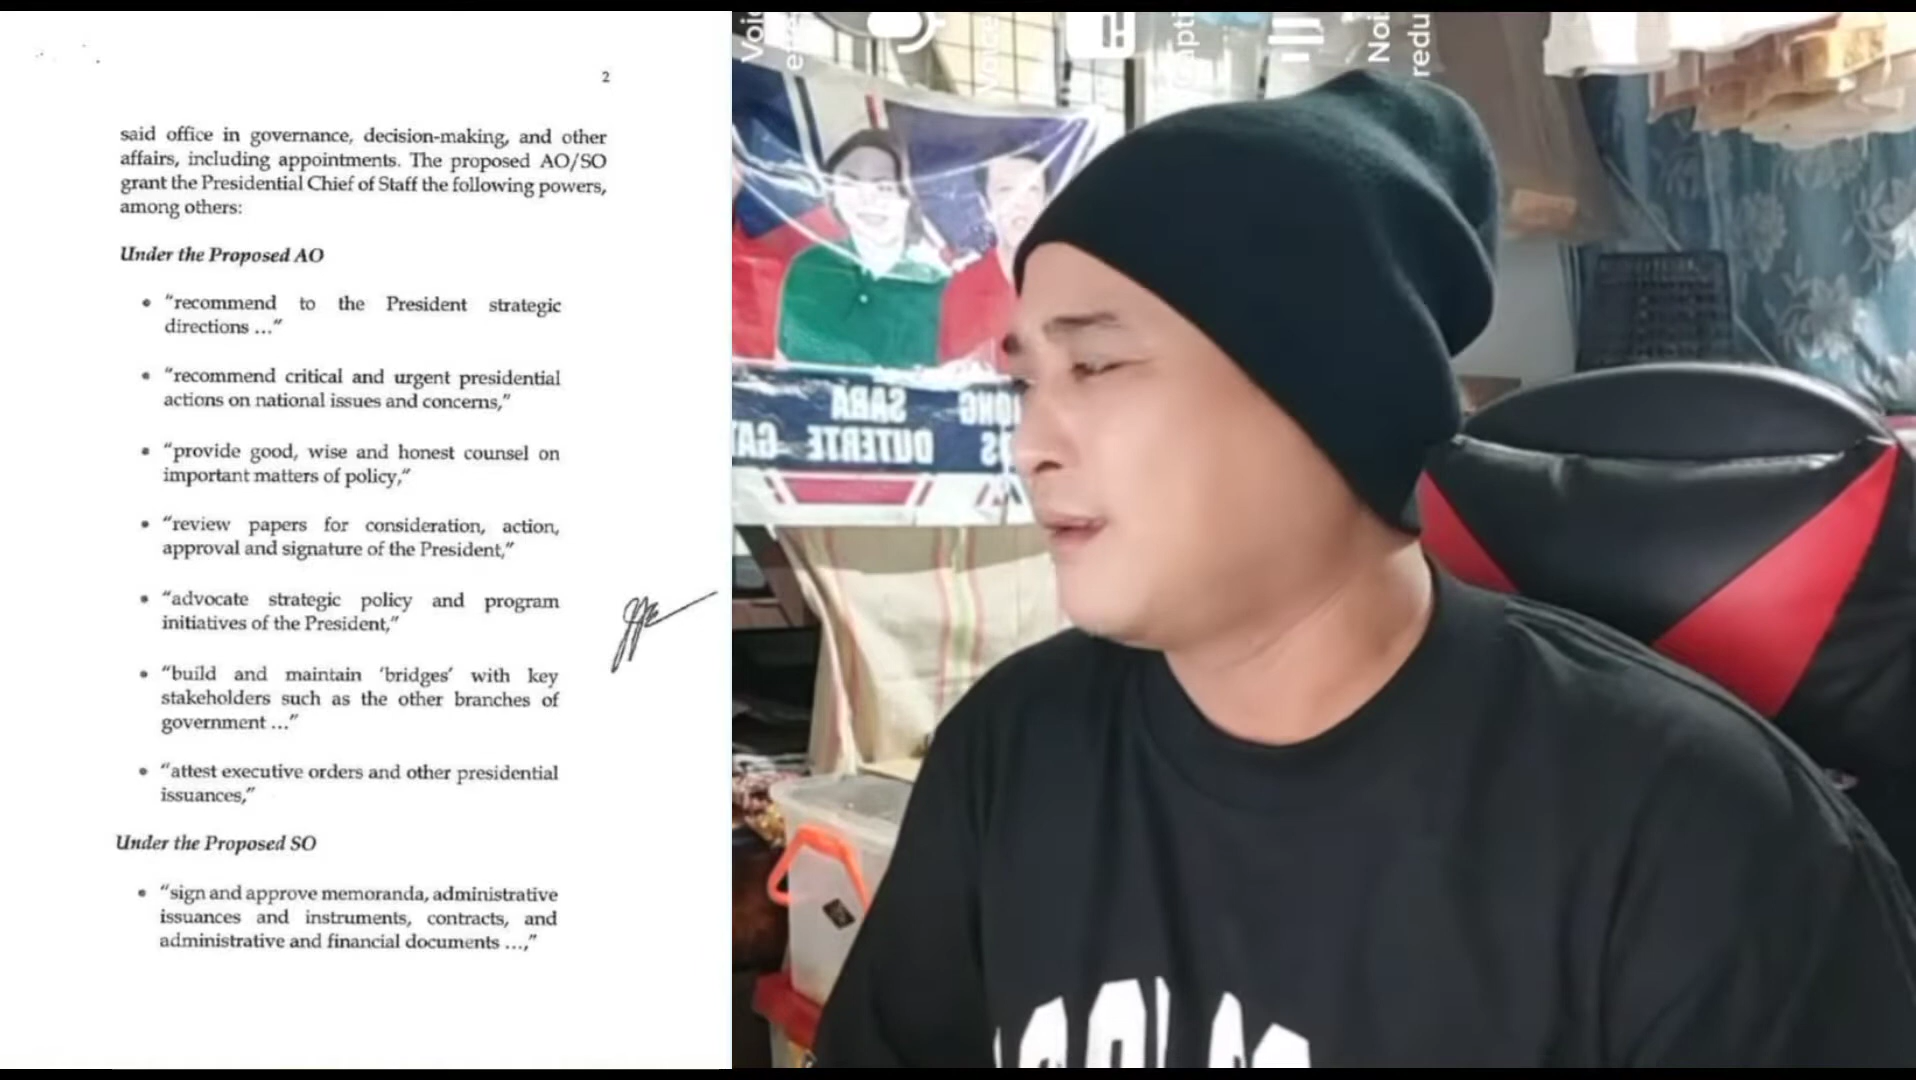 2
said office in governance, decision-making, and other
affairs, including appointments. The proposed AO/SO
grant the Presidential Chief of Staff the following powers,
among others:
Under the Proposed AO
• “recommend to the President strategic
directions ...”
• “recommend critical and urgent presidential
actions on national issues and concerns,”
• “provide good, wise and honest counsel on
important matters of policy,”
• “review papers for consideration, action,
approval and signature of the President,”
• “advocate strategic policy and program
initiatives of the President,”
• “build and maintain ‘bridges’ with key
stakeholders such as the other branches of
government ...”
• “attest executive orders and other presidential
issuances,”
Under the Proposed SO
• “sign and approve memoranda, administrative
issuances and instruments, contracts, and
administrative and financial documents ...,”
Noi
redu
SARA
DUTERTE